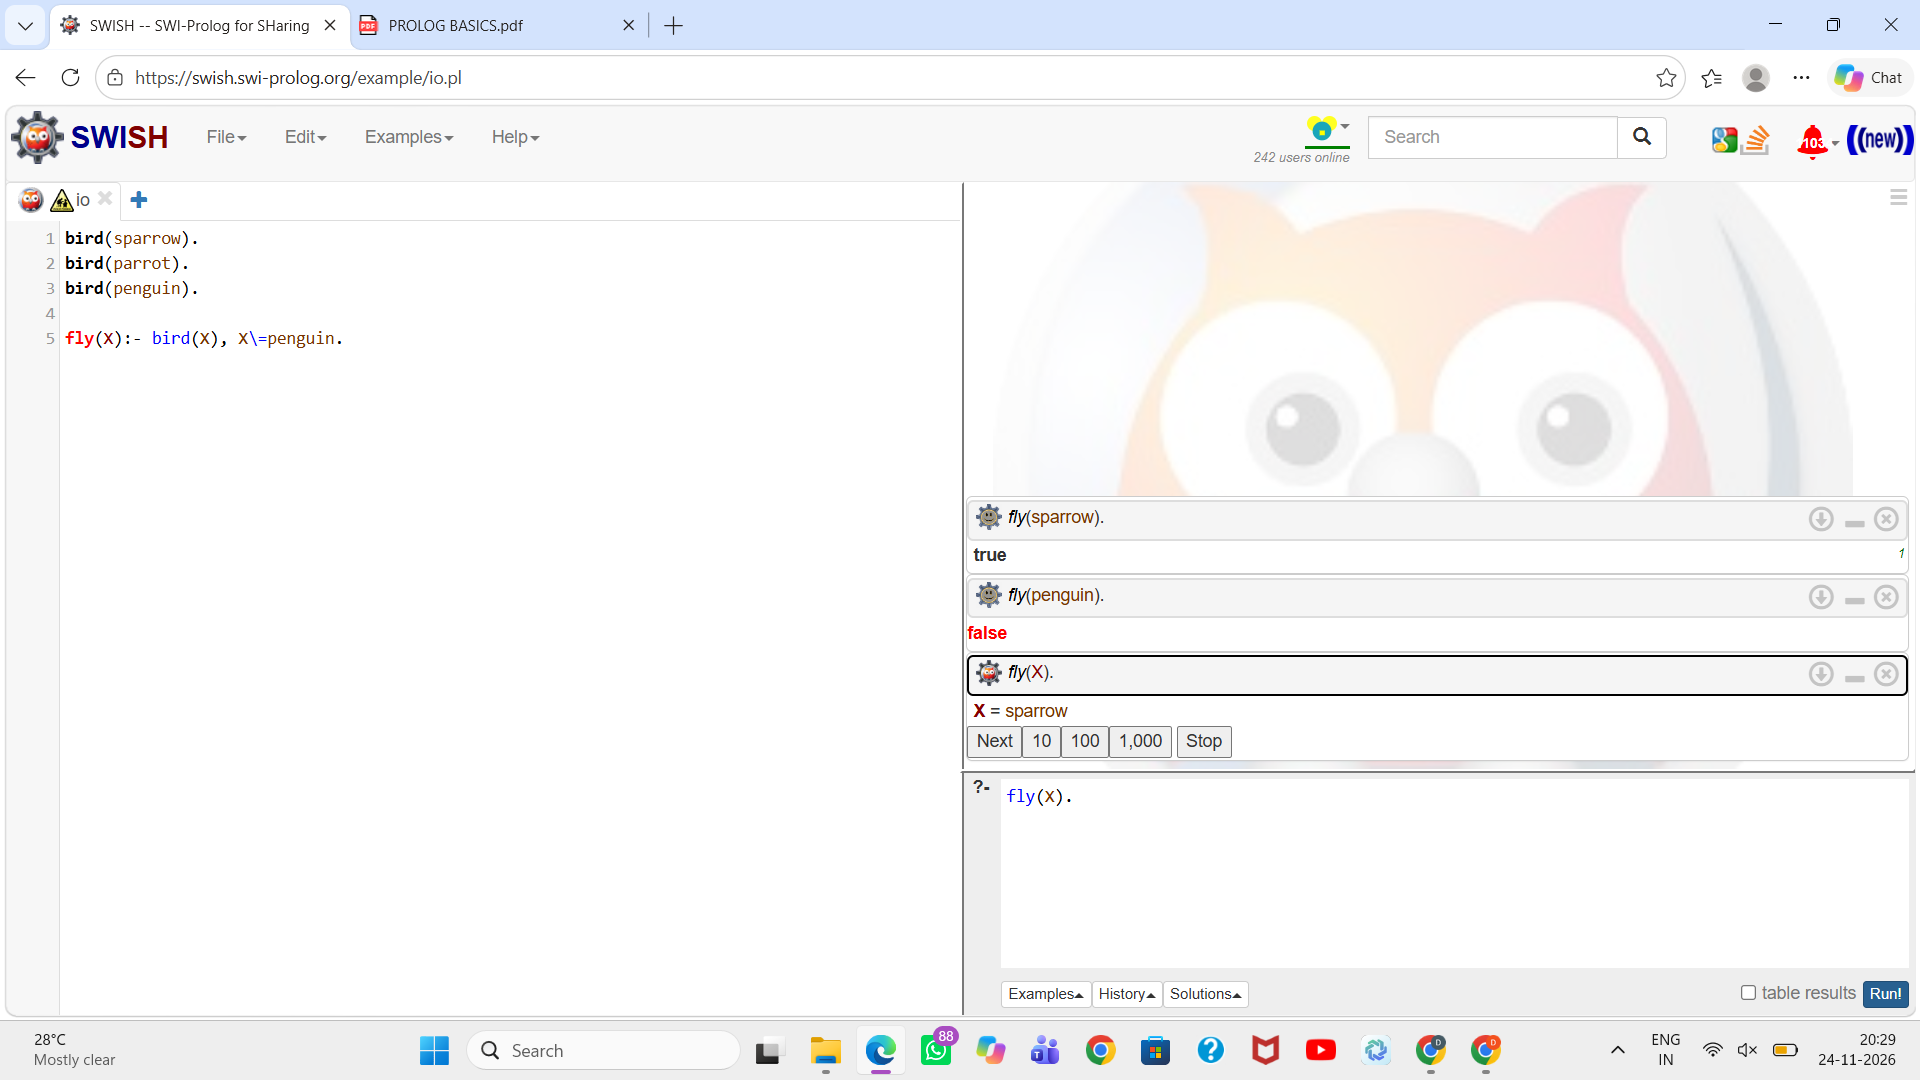 SWISH -- SWI-Prolog for SHaring
PROLOG BASICS.pdf
https://swish.swi-prolog.org/example/io.pl
Chat
SWISH
File
Edit
Examples
Help
242 users online
Search
103
((new))
io
1 bird(sparrow).
2 bird(parrot).
3 bird(penguin).
4
5 fly(X):- bird(X), X\=penguin.
fly(sparrow).
true
1
fly(penguin).
false
fly(X).
X = sparrow
Next 10 100 1,000 Stop
?- fly(X).
Examples History Solutions
table results Run!
28°C
Mostly clear
Search
88
ENG
IN
20:29
24-11-2026